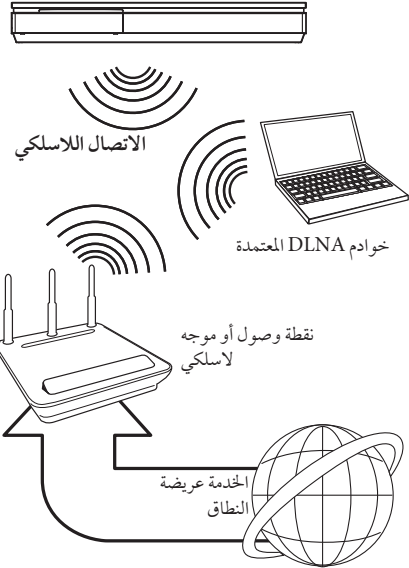 الاتصال اللاسلكي
خوادم DLNA المعتمدة
نقطة وصول أو موجه
لاسلكي
الخدمة عريضة
النطاق